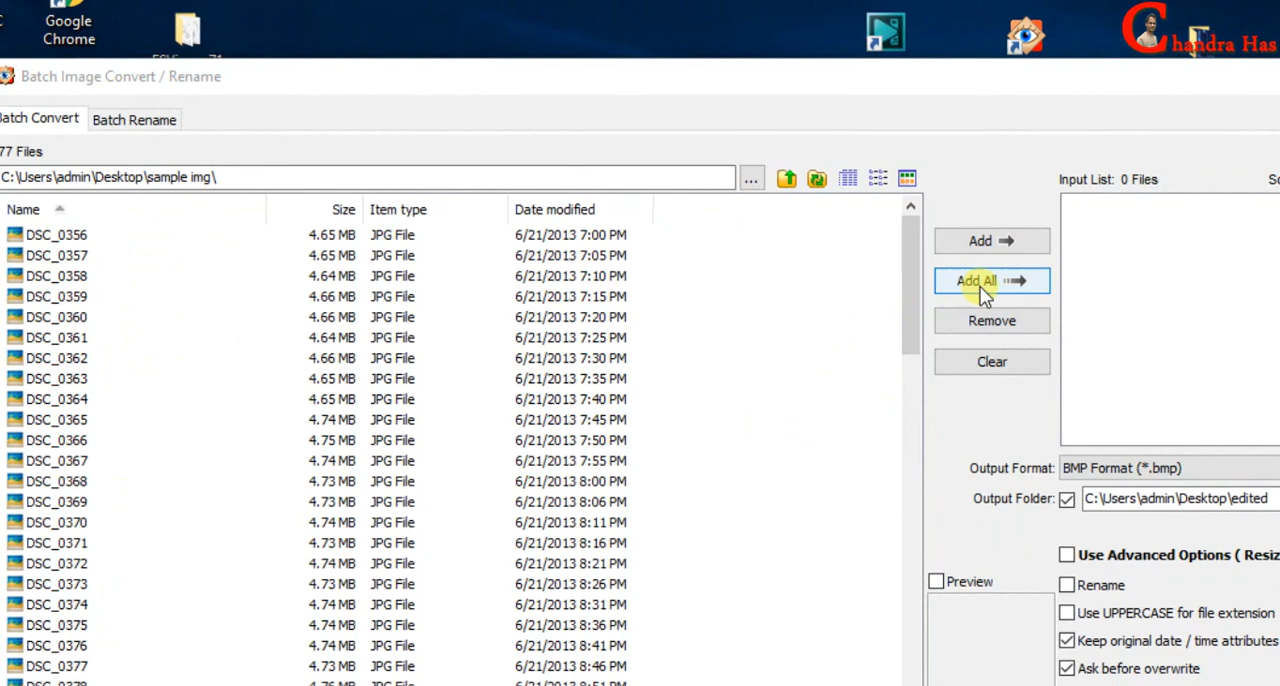 Google
Chrome
Chandra Has
Batch Image Convert / Rename
Batch Convert
Batch Rename
77 Files
C:\Users\admin\Desktop\sample img\
...
Input List: 0 Files
Name Size Item type Date modified
DSC_0356 4.65 MB JPG File 6/21/2013 7:00 PM
DSC_0357 4.65 MB JPG File 6/21/2013 7:05 PM
DSC_0358 4.64 MB JPG File 6/21/2013 7:10 PM
DSC_0359 4.66 MB JPG File 6/21/2013 7:15 PM
DSC_0360 4.66 MB JPG File 6/21/2013 7:20 PM
DSC_0361 4.64 MB JPG File 6/21/2013 7:25 PM
DSC_0362 4.66 MB JPG File 6/21/2013 7:30 PM
DSC_0363 4.65 MB JPG File 6/21/2013 7:35 PM
DSC_0364 4.65 MB JPG File 6/21/2013 7:40 PM
DSC_0365 4.74 MB JPG File 6/21/2013 7:45 PM
DSC_0366 4.75 MB JPG File 6/21/2013 7:50 PM
DSC_0367 4.74 MB JPG File 6/21/2013 7:55 PM
DSC_0368 4.73 MB JPG File 6/21/2013 8:00 PM
DSC_0369 4.73 MB JPG File 6/21/2013 8:06 PM
DSC_0370 4.74 MB JPG File 6/21/2013 8:11 PM
DSC_0371 4.73 MB JPG File 6/21/2013 8:16 PM
DSC_0372 4.74 MB JPG File 6/21/2013 8:21 PM
DSC_0373 4.74 MB JPG File 6/21/2013 8:26 PM
DSC_0374 4.74 MB JPG File 6/21/2013 8:31 PM
DSC_0375 4.74 MB JPG File 6/21/2013 8:36 PM
DSC_0376 4.74 MB JPG File 6/21/2013 8:41 PM
DSC_0377 4.73 MB JPG File 6/21/2013 8:46 PM
Add
Add All
Remove
Clear
Output Format: BMP Format (*.bmp)
Output Folder: C:\Users\admin\Desktop\edited
Use Advanced Options ( Resiz
Preview
Rename
Use UPPERCASE for file extension
Keep original date / time attributes
Ask before overwrite